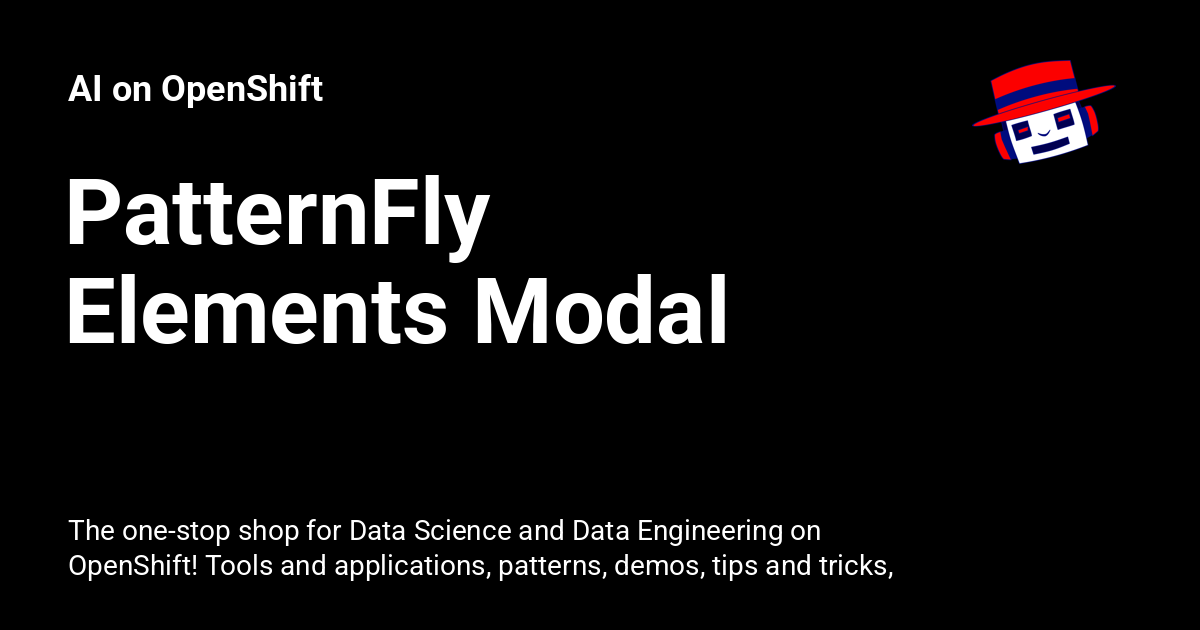 AI on OpenShift
PatternFly
Elements Modal
The one-stop shop for Data Science and Data Engineering on
OpenShift! Tools and applications, patterns, demos, tips and tricks,